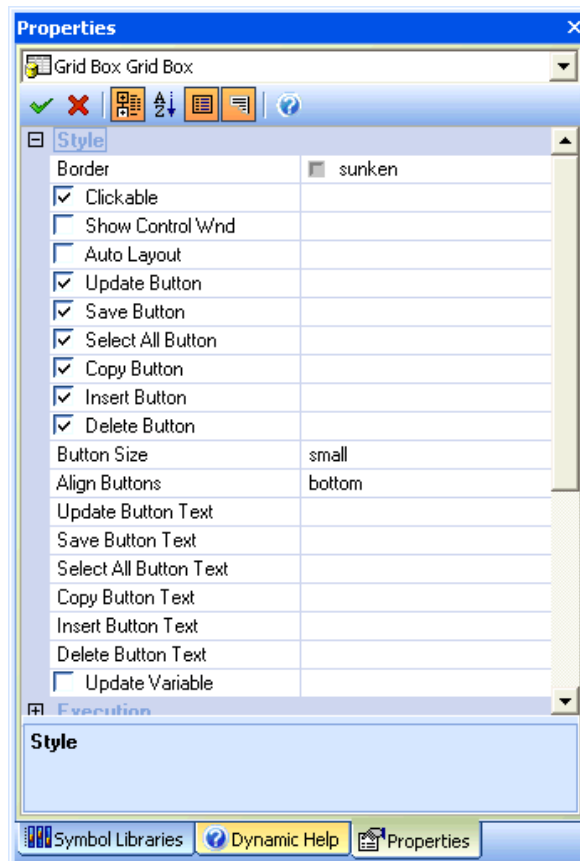 Properties
Grid Box Grid Box
Style
Border sunken
Clickable
Show Control Wnd
Auto Layout
Update Button
Save Button
Select All Button
Copy Button
Insert Button
Delete Button
Button Size small
Align Buttons bottom
Update Button Text
Save Button Text
Select All Button Text
Copy Button Text
Insert Button Text
Delete Button Text
Update Variable
Execution
Style
Symbol Libraries Dynamic Help Properties